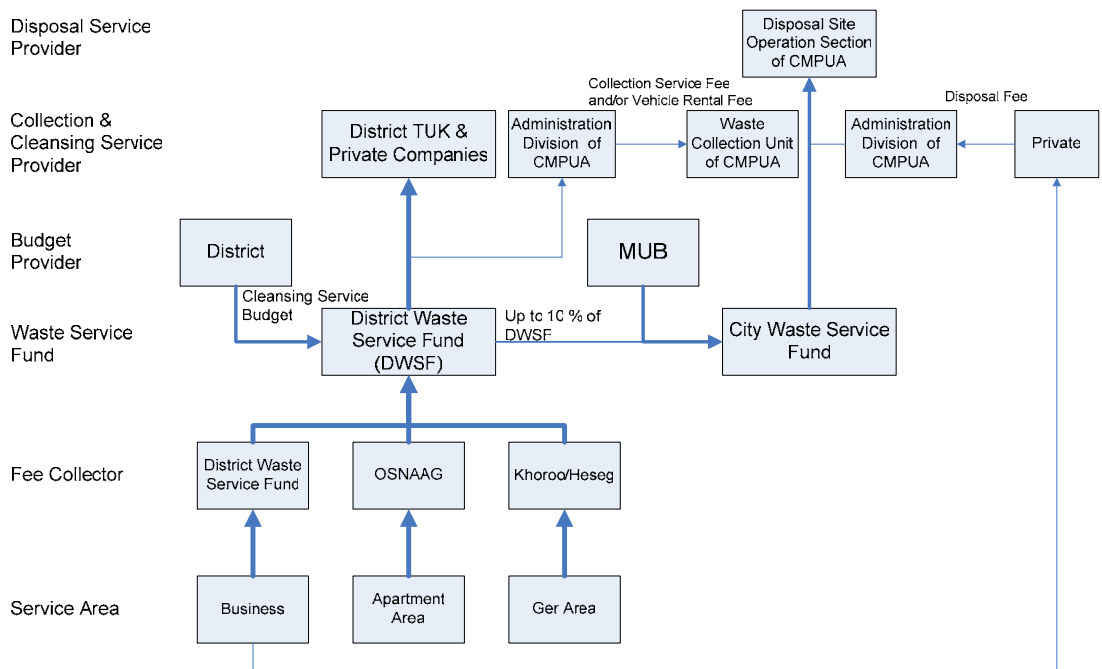 Disposal Service
Provider
Disposal Site
Operation Section
of CMPUA
Collection Service Fee
and/or Vehicle Rental Fee
Disposal Fee
Collection &
Cleansing Service
Provider
District TUK &
Private Companies
Administration
Division of
CMPUA
Waste
Collection Unit
of CMPUA
Administration
Division of
CMPUA
Private
Budget
Provider
District
MUB
Cleansing Service
Budget
Waste Service
Fund
District Waste
Service Fund
(DWSF)
Up to 10 % of
DWSF
City Waste Service
Fund
Fee Collector
District Waste
Service Fund
OSNAAG
Khoroo/Heseg
Service Area
Business
Apartment
Area
Ger Area